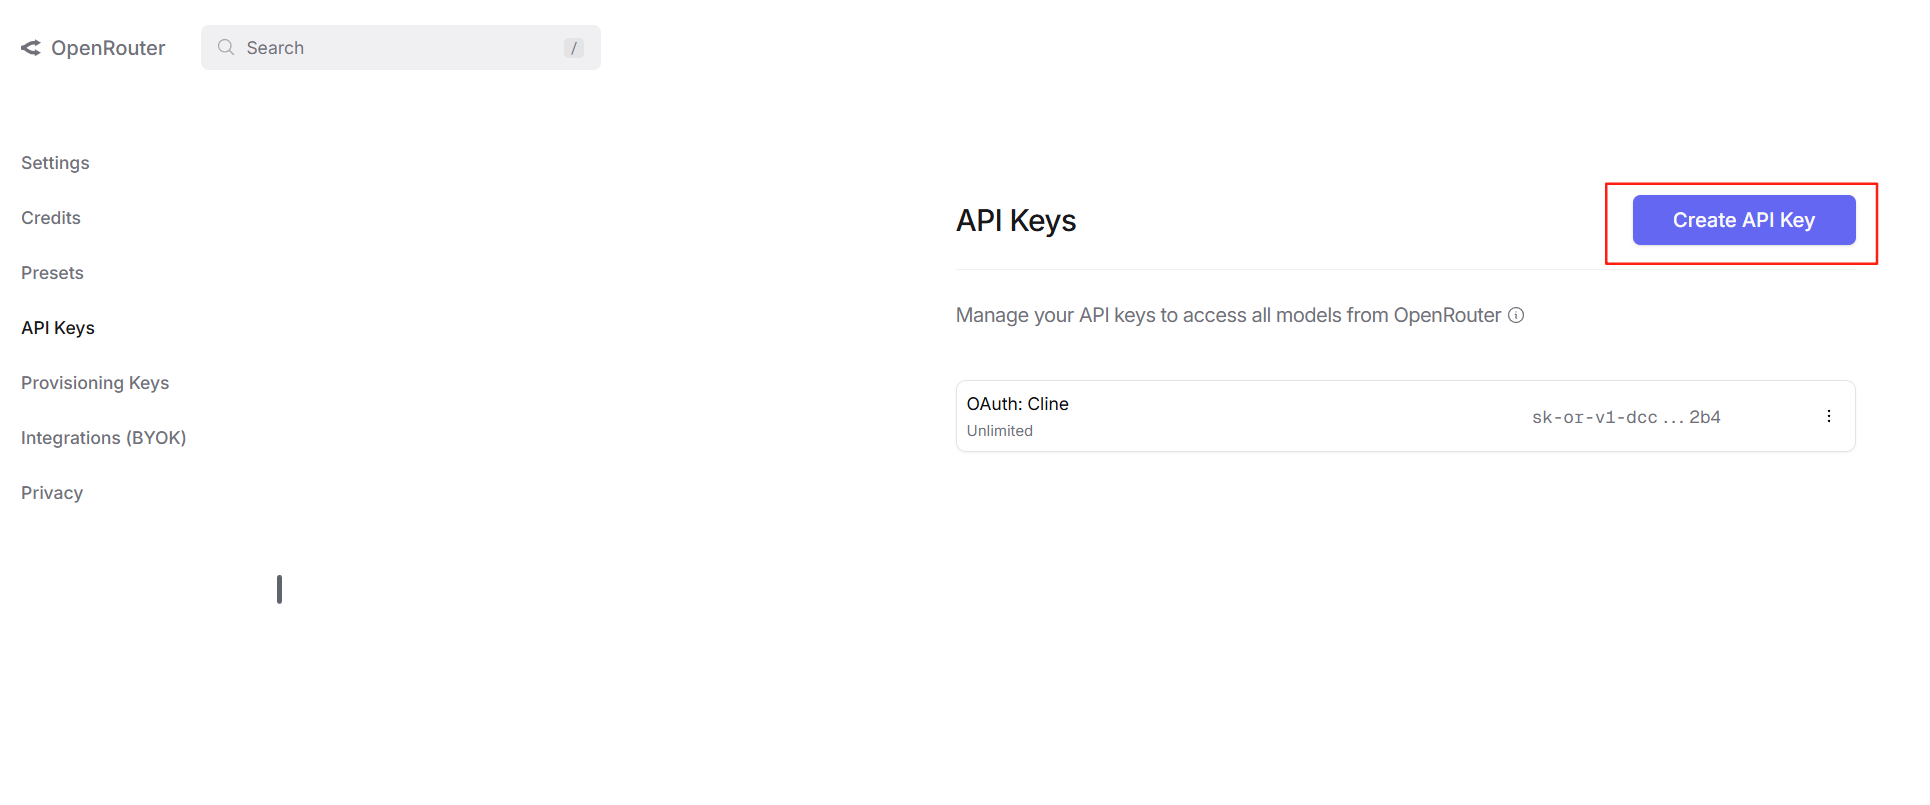 OpenRouter
Search /
Settings
Credits
Presets
API Keys
Provisioning Keys
Integrations (BYOK)
Privacy
API Keys
Create API Key
Manage your API keys to access all models from OpenRouter
OAuth: Cline
Unlimited
sk-or-v1-dcc...2b4